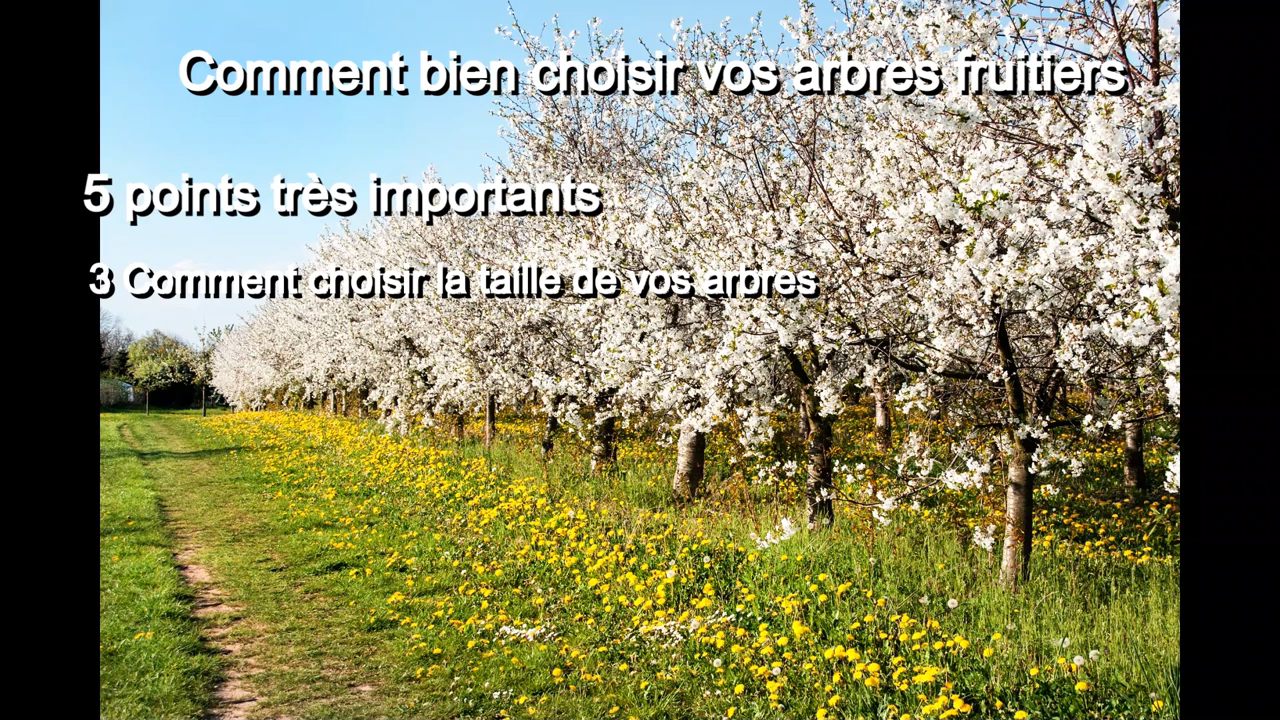 Comment bien choisir vos arbres fruitiers
5 points très importants
3 Comment choisir la taille de vos arbres